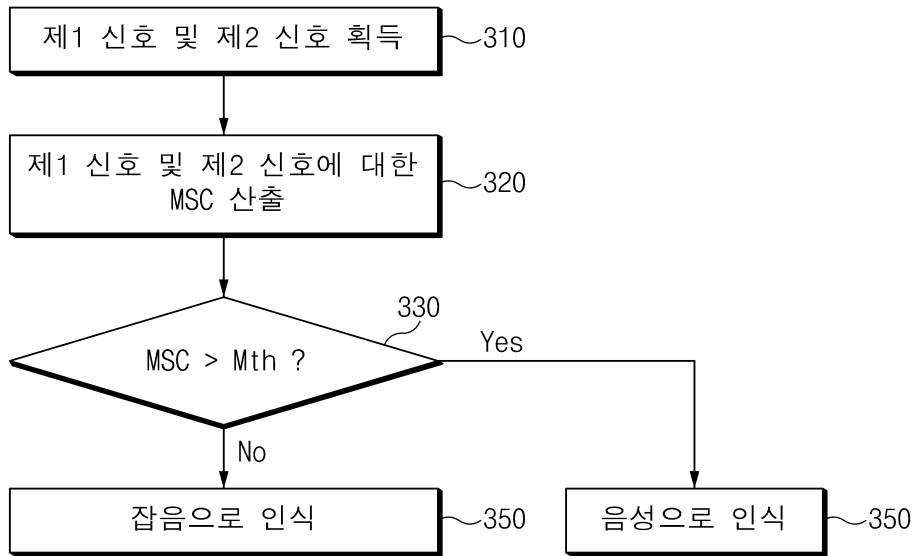 제1 신호 및 제2 신호 획득
310
제1 신호 및 제2 신호에 대한
MSC 산출
320
330
MSC > Mth ?
Yes
No
잡음으로 인식
350
음성으로 인식
350